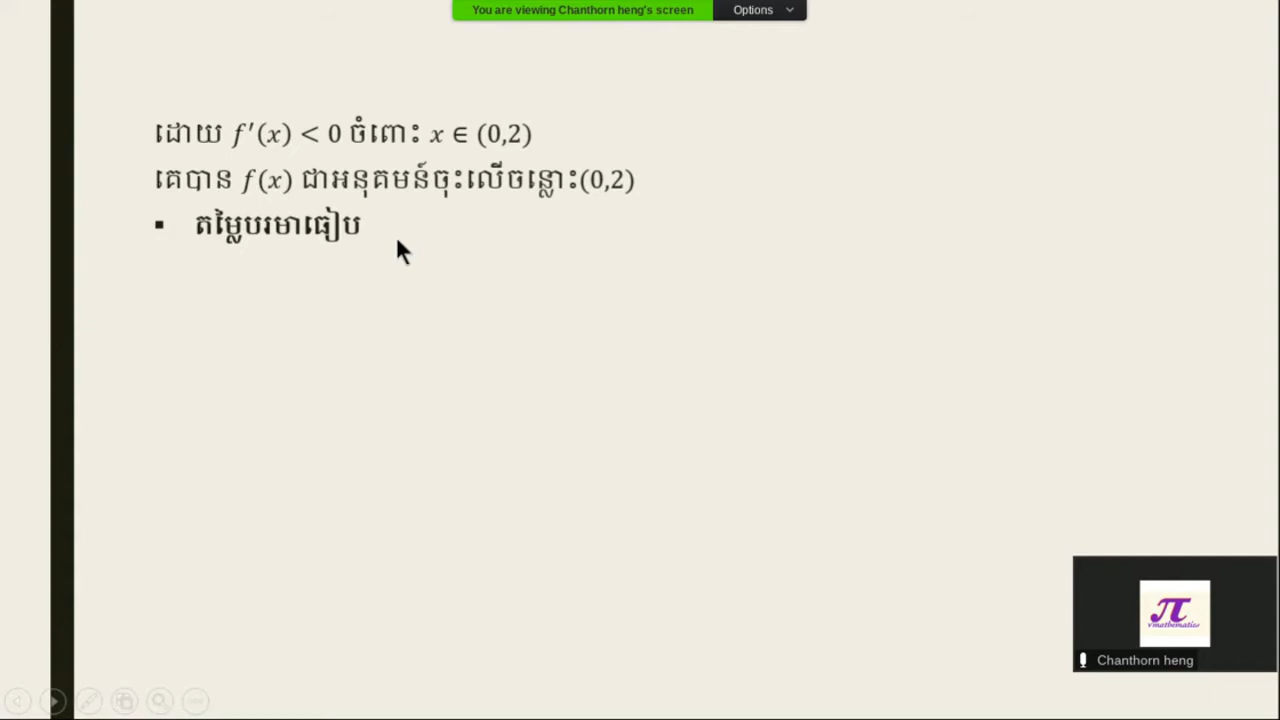 You are viewing Chanthorn heng's screen Options
ដោយ f′(x) < 0 ចំពោះ x ∈ (0,2)
គេបាន f(x) ជាអនុគមន៍ចុះលើចន្លោះ(0,2)
▪ តម្លៃបរមាធៀប
π
Vmathematics
Chanthorn heng